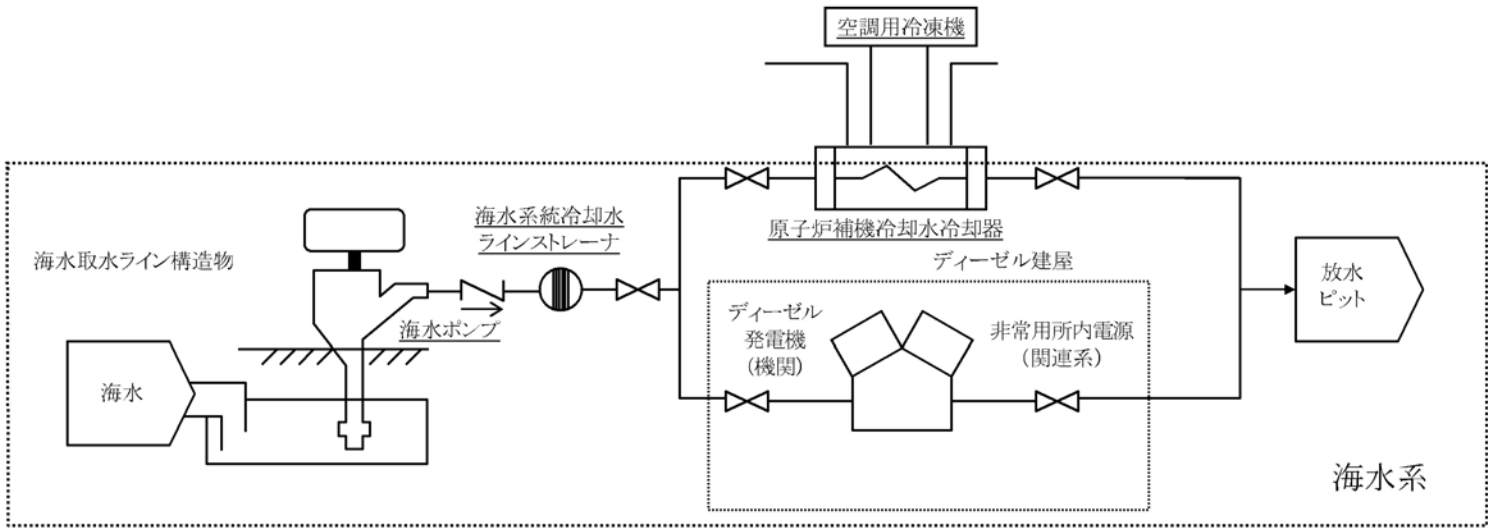 空調用冷凍機
海水系統冷却水
ラインストレーナ
原子炉補機冷却水冷却器
海水取水ライン構造物
ディーゼル建屋
放水
ピット
海水ポンプ
ディーゼル
発電機
(機関)
非常用所内電源
(関連系)
海水
海水系